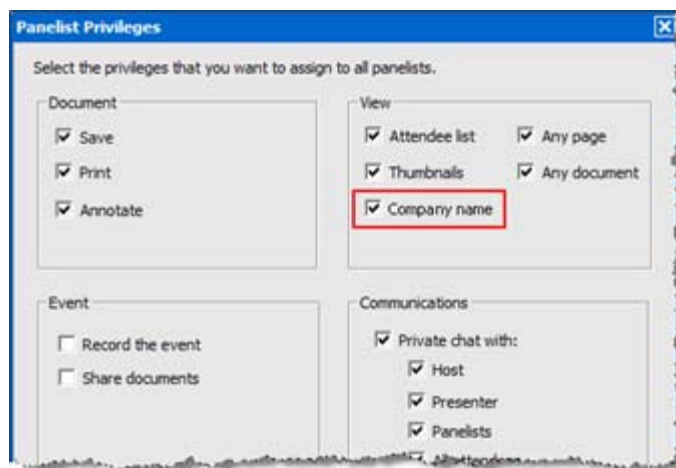 Panelist Privileges
Select the privileges that you want to assign to all panelists.
Document
Save
Print
Annotate
View
Attendee list
Any page
Thumbnails
Any document
Company name
Event
Record the event
Share documents
Communications
Private chat with:
Host
Presenter
Panelists